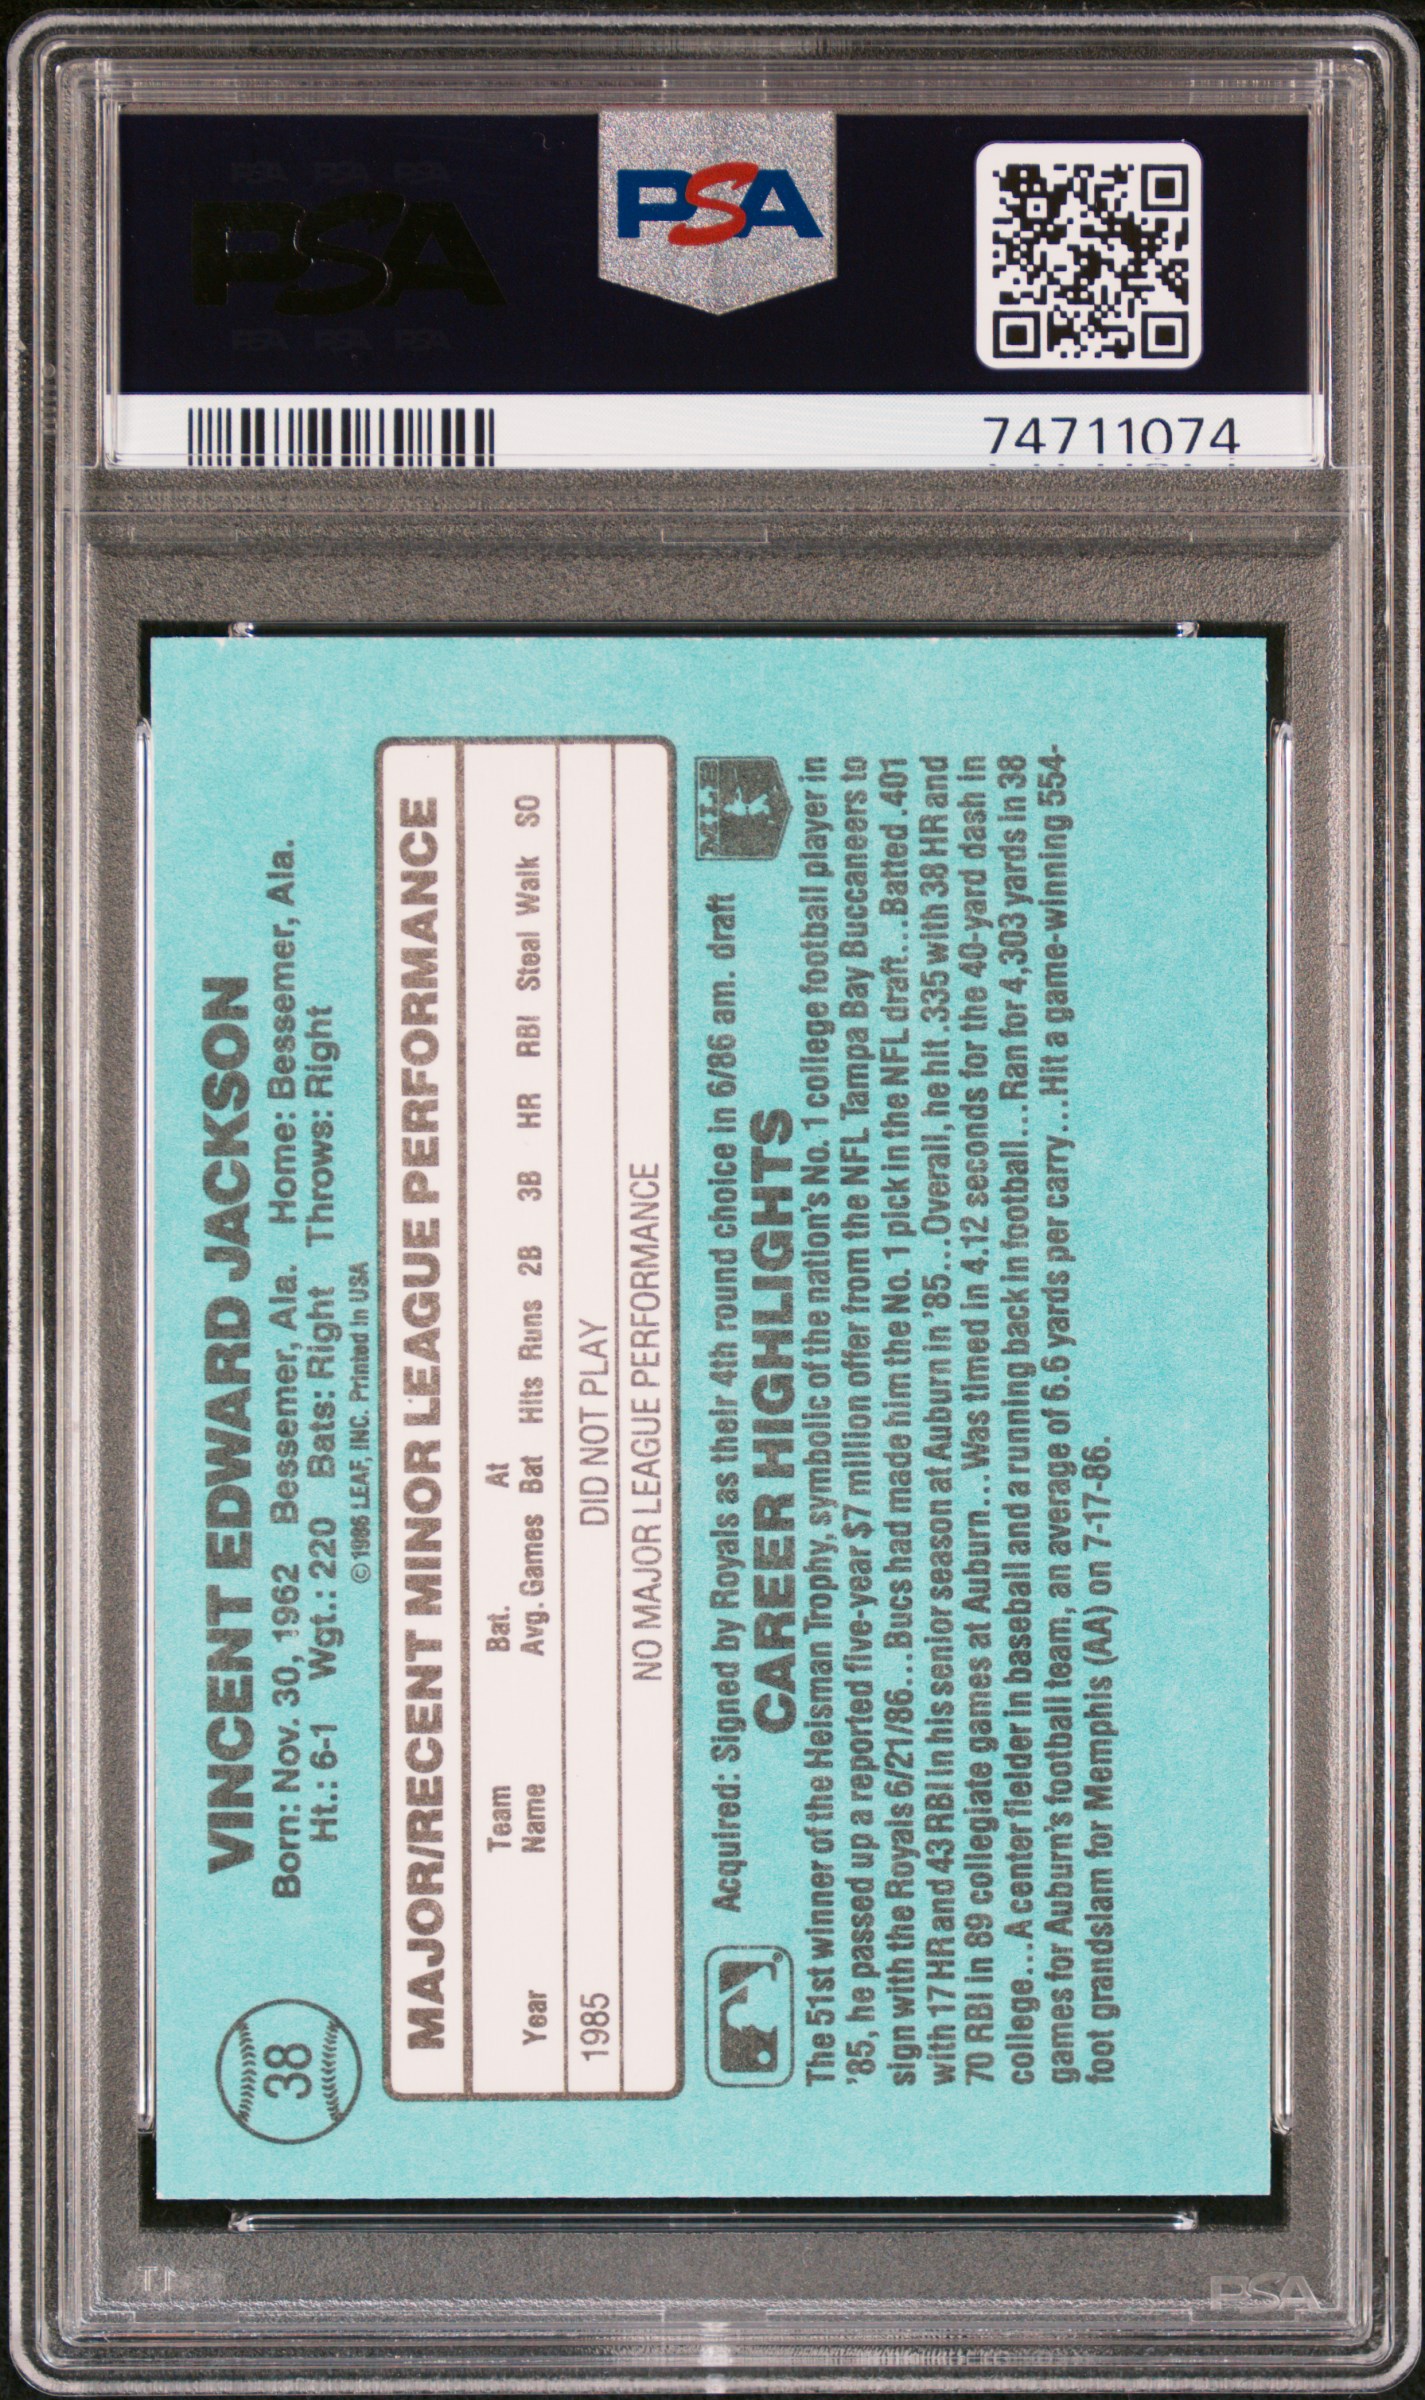 PSA
PSA PSA PSA
PSA
PSA PSA PSA
74711074
38
VINCENT EDWARD JACKSON
Born: Nov. 30, 1962 Bessemer, Ala. Home: Bessemer, Ala.
Ht.: 6-1 Wgt.: 220 Bats: Right Throws: Right
©1986 LEAF, INC. Printed In USA
MAJOR/RECENT MINOR LEAGUE PERFORMANCE
Team Bat. At
Year Name Avg. Games Bat Hits Runs 2B 3B HR RBI Steal Walk SO
1985 DID NOT PLAY
NO MAJOR LEAGUE PERFORMANCE
Acquired: Signed by Royals as their 4th round choice in 6/86 am. draft
CAREER HIGHLIGHTS
The 51st winner of the Heisman Trophy, symbolic of the nation's No. 1 college football player in
'85, he passed up a reported five-year $7 million offer from the NFL Tampa Bay Buccaneers to
sign with the Royals 6/21/86...Bucs had made him the No. 1 pick in the NFL draft...Batted .401
with 17 HR and 43 RBI in his senior season at Auburn in '85...Overall, he hit .335 with 38 HR and
70 RBI in 89 collegiate games at Auburn...Was timed in 4.12 seconds for the 40-yard dash in
college...A center fielder in baseball and a running back in football...Ran for 4,303 yards in 38
games for Auburn's football team, an average of 6.6 yards per carry...Hit a game-winning 554-
foot grandslam for Memphis (AA) on 7-17-86.
PSA